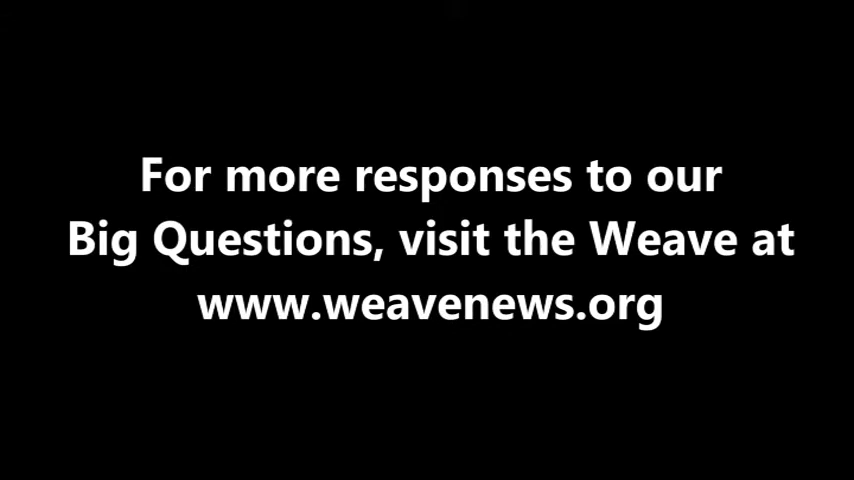 For more responses to our
Big Questions, visit the Weave at
www.weavenews.org